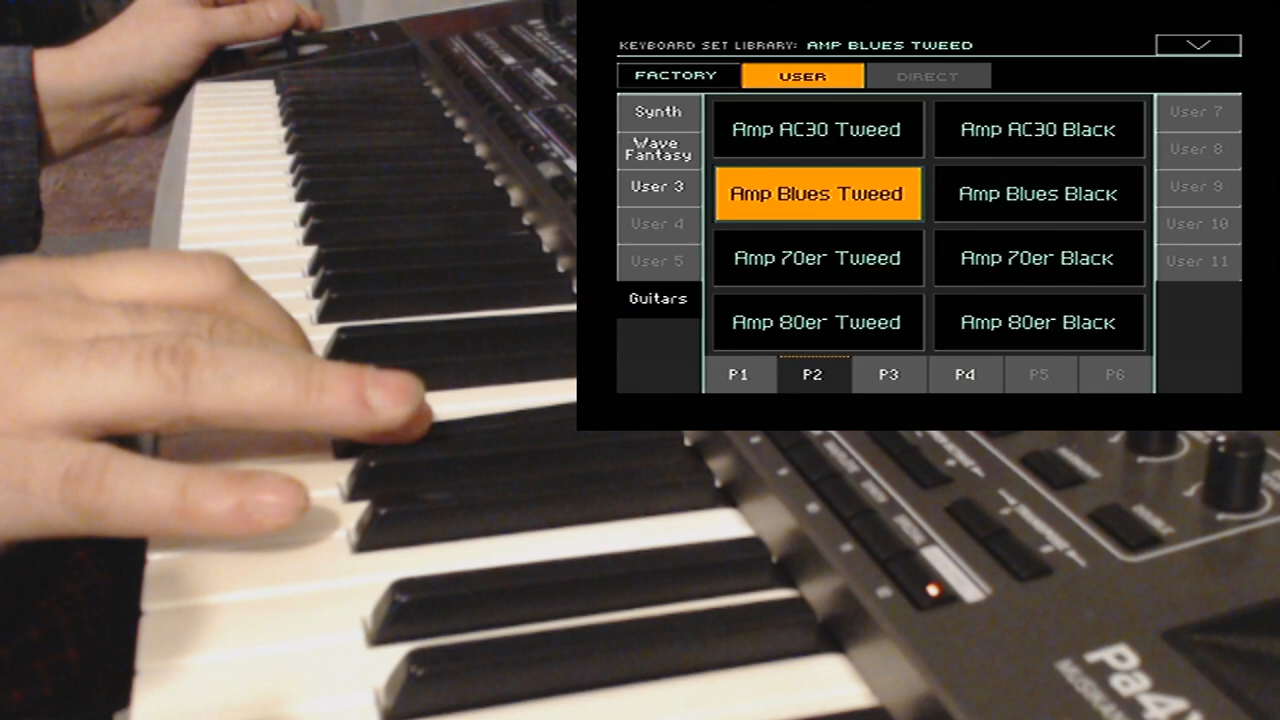 KEYBOARD SET LIBRARY: AMP BLUES TWEED
FACTORY
USER
DIRECT
Synth
Wave
Fantasy
User 3
User 4
User 5
Guitars
Amp AC30 Tweed
Amp AC30 Black
Amp Blues Tweed
Amp Blues Black
Amp 70er Tweed
Amp 70er Black
Amp 80er Tweed
Amp 80er Black
User 7
User 8
User 9
User 10
User 11
P1
P2
P3
P4
P5
P6
Pa4